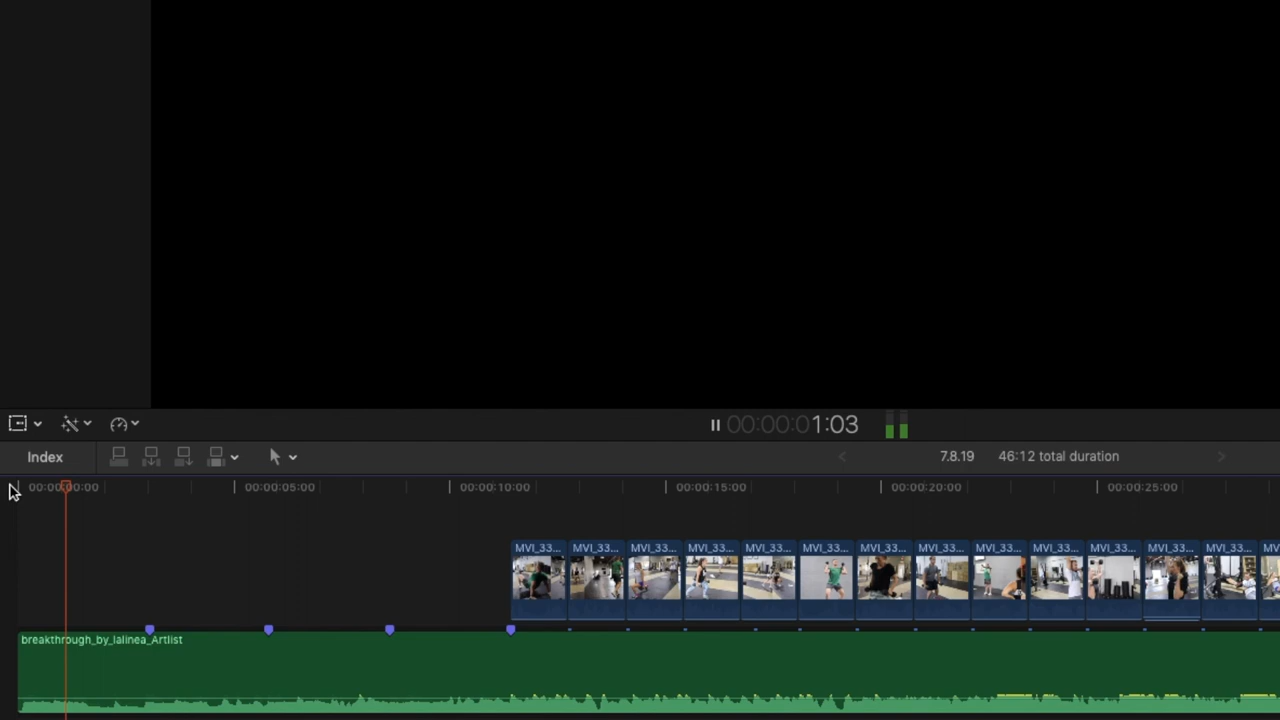 00:00:01:03
Index
7.8.19 46:12 total duration
00:00:00:00 00:00:05:00 00:00:10:00 00:00:15:00 00:00:20:00 00:00:25:00
MVI_33... MVI_33... MVI_33... MVI_33... MVI_33... MVI_33... MVI_33... MVI_33... MVI_33... MVI_33... MVI_33... MVI_33... MVI_33...
breakthrough_by_lalinea_Artlist